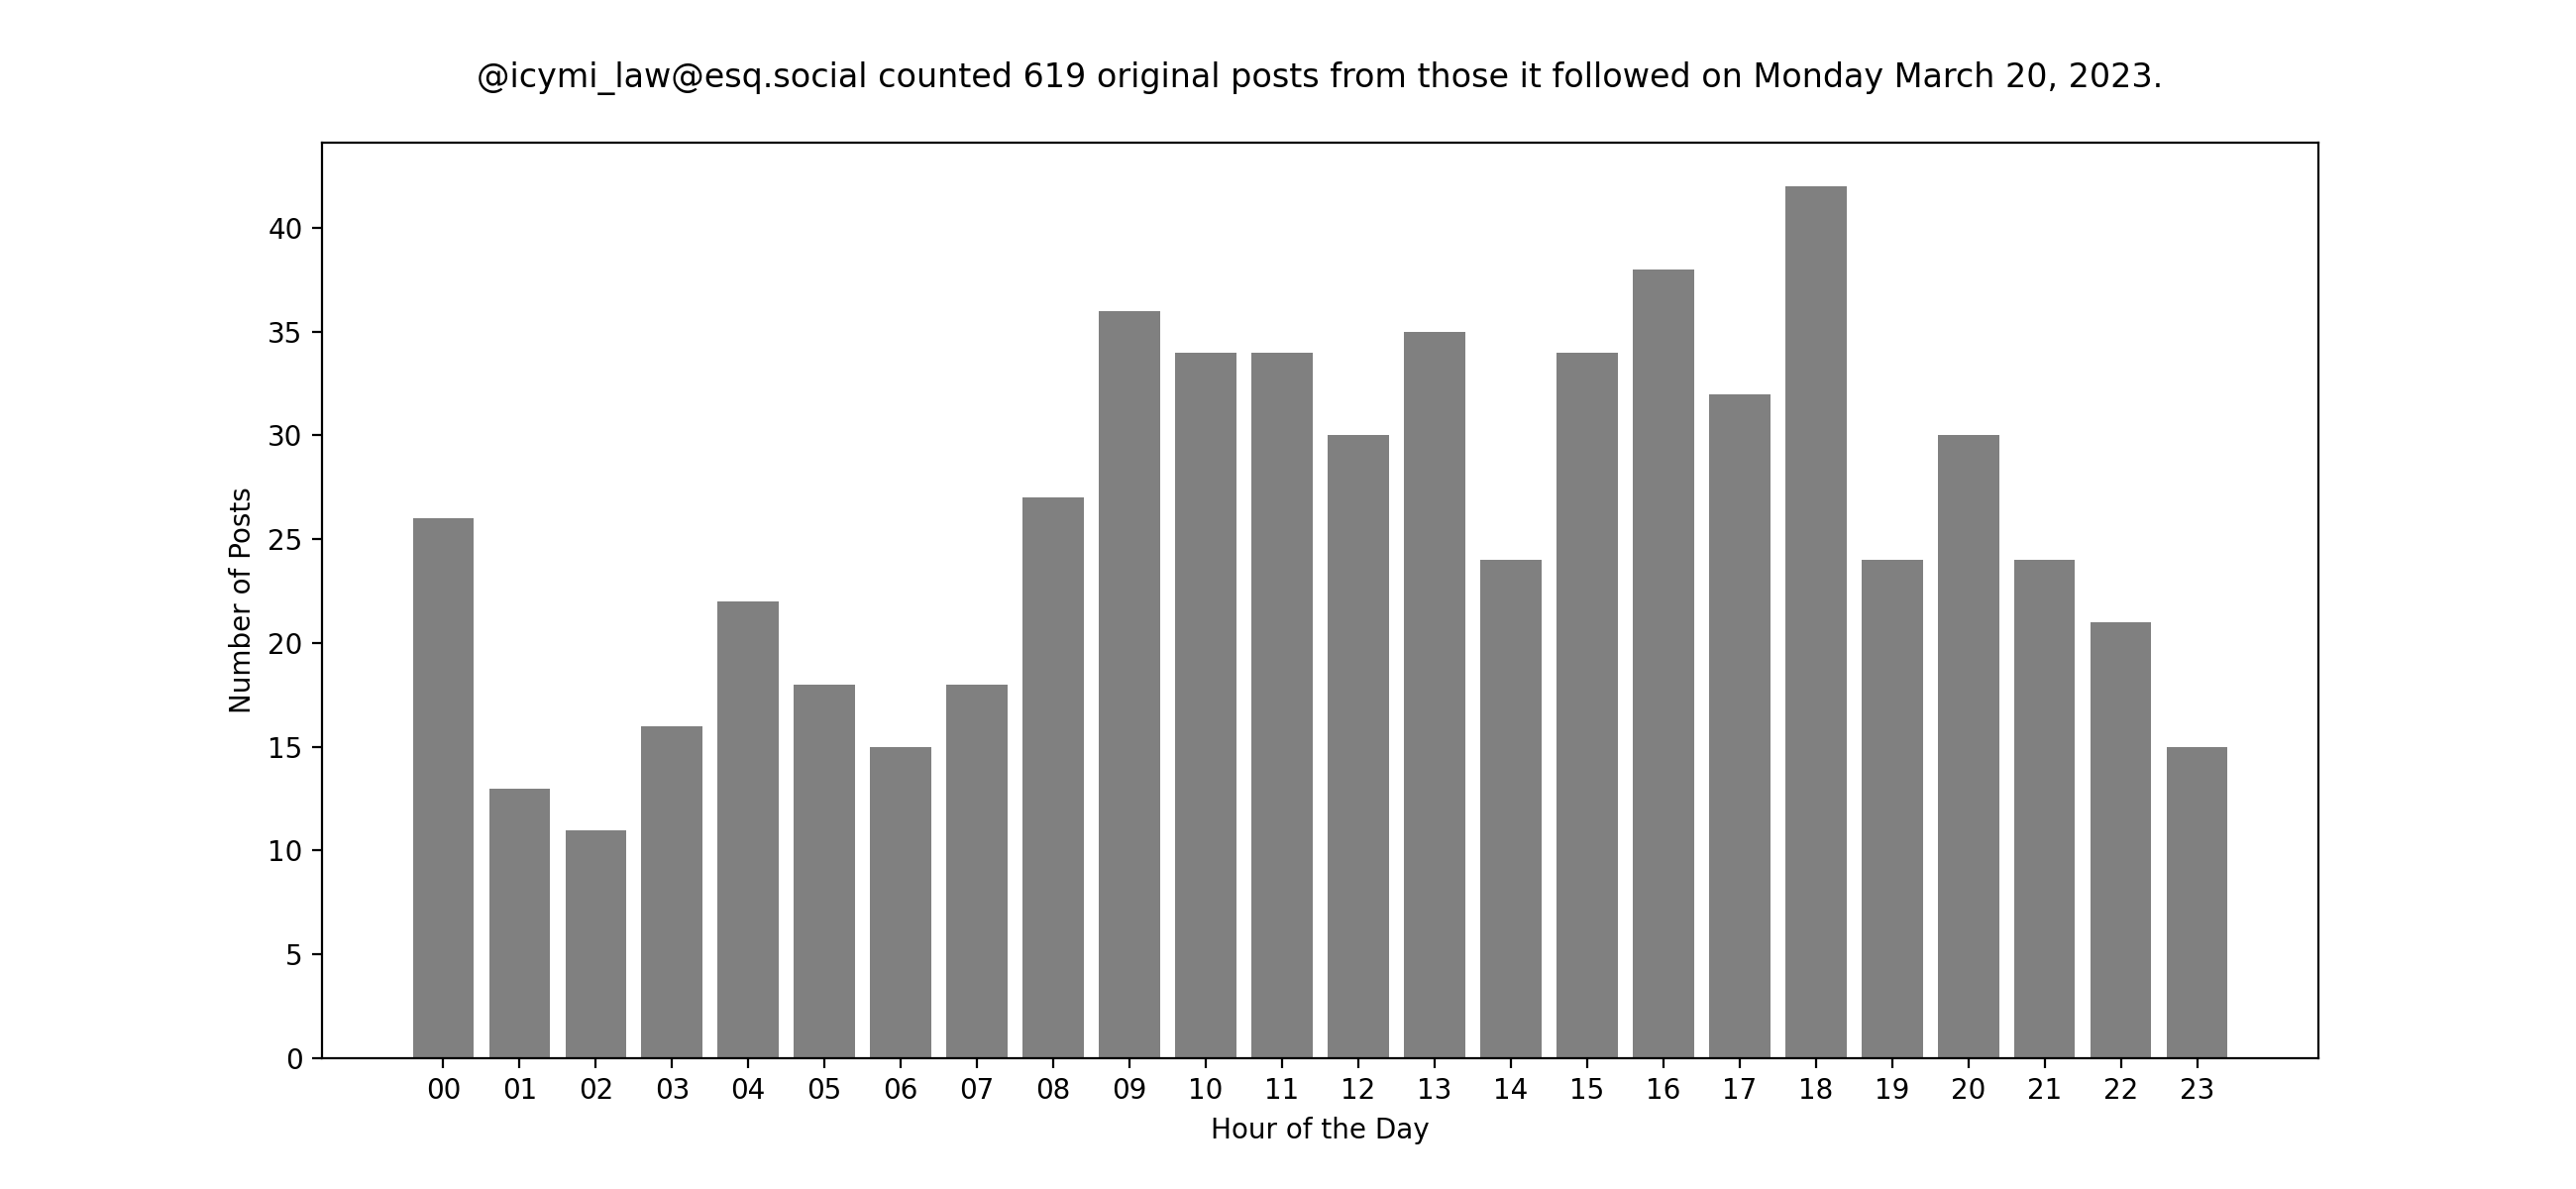 @icymi_law@esq.social counted 619 original posts from those it followed on Monday March 20, 2023.
40
35
30
25
20
15
10
5
0
Number of Posts
00 01 02 03 04 05 06 07 08 09 10 11 12 13 14 15 16 17 18 19 20 21 22 23
Hour of the Day